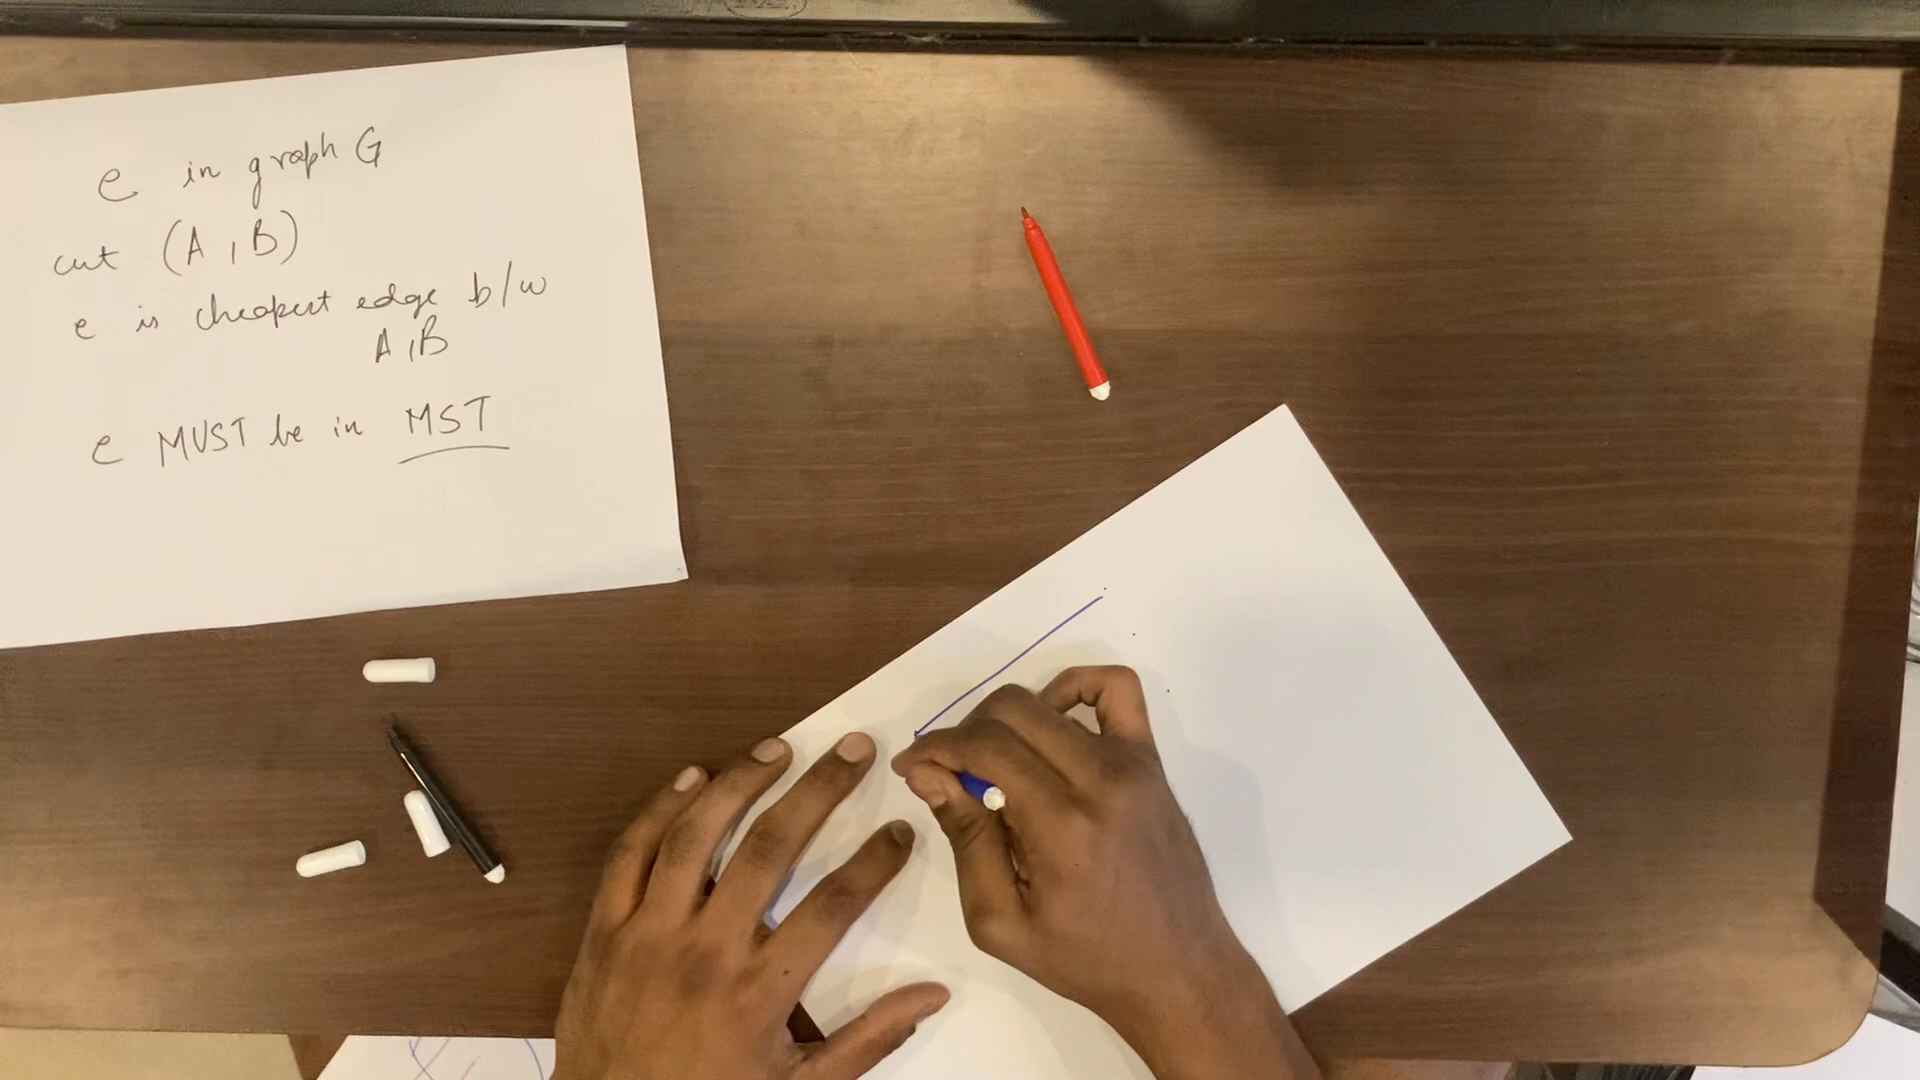 e in graph G
cut (A, B)
e is cheapest edge b/w
A, B
e MUST be in MST